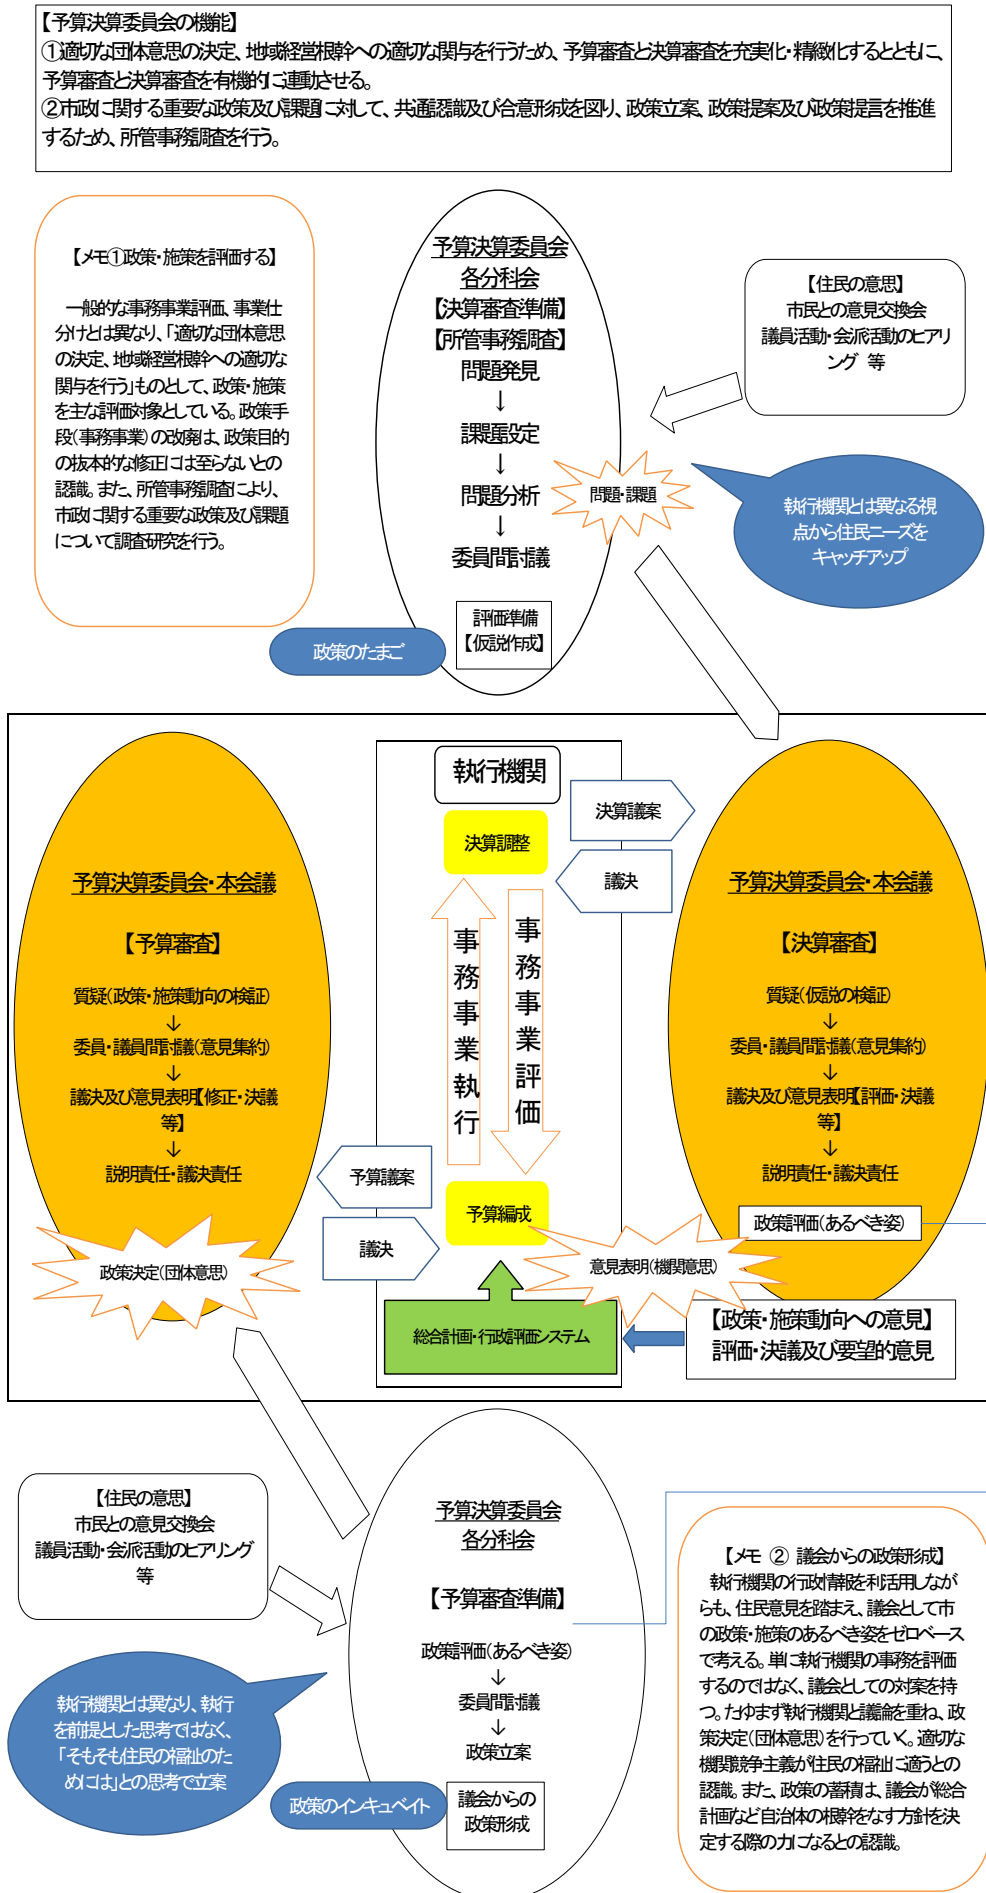 【予算決算委員会の機能】
①適切な団体意思の決定、地域経営根幹への適切な関与を行うため、予算審査と決算審査を充実化・精緻化するとともに、
予算審査と決算審査を有機的に連動させる。
②市政に関する重要な政策及び課題に対して、共通認識及び合意形成を図り、政策立案、政策提案及び政策提言を推進
するため、所管事務調査を行う。
【メモ①政策・施策を評価する】
一般的な事務事業評価、事業仕
分けとは異なり、「適切な団体意思
の決定、地域経営根幹への適切な
関与を行う」ものとして、政策・施策
を主な評価対象としている。政策手
段(事務事業)の改廃は、政策目的
の抜本的な修正には至らないとの
認識。また、所管事務調査により、
市政に関する重要な政策及び課題
について調査研究を行う。
予算決算委員会
各分科会
【決算審査準備】
【所管事務調査】
問題発見
↓
課題設定
↓
問題分析
↓
委員間討議
評価準備
【仮説作成】
政策のたまご
問題・課題
【住民の意思】
市民との意見交換会
議員活動・会派活動のヒアリ
ング 等
執行機関とは異なる視
点から住民ニーズを
キャッチアップ
予算決算委員会・本会議
【予算審査】
質疑(政策・施策動向の検証)
↓
委員・議員間討議(意見集約)
↓
議決及び意見表明【修正・決議
等】
↓
説明責任・議決責任
政策決定(団体意思)
執行機関
決算調整
事務事業執行
事務事業評価
予算編成
総合計画・行政評価システム
決算議案
議決
予算議案
議決
予算決算委員会・本会議
【決算審査】
質疑(仮説の検証)
↓
委員・議員間討議(意見集約)
↓
議決及び意見表明【評価・決議
等】
↓
説明責任・議決責任
政策評価(あるべき姿)
意見表明(機関意思)
【政策・施策動向への意見】
評価・決議及び要望的意見
【住民の意思】
市民との意見交換会
議員活動・会派活動のヒアリング
等
執行機関とは異なり、執行
を前提とした思考ではなく、
「そもそも住民の福祉のた
めには」との思考で立案
予算決算委員会
各分科会
【予算審査準備】
政策評価(あるべき姿)
↓
委員間討議
↓
政策立案
議会からの
政策形成
政策のインキュベイト
【メモ ② 議会からの政策形成】
執行機関の行政情報を利活用しなが
らも、住民意見を踏まえ、議会として市
の政策・施策のあるべき姿をゼロベース
で考える。単に執行機関の事務を評価
するのではなく、議会としての対案を持
つ。たゆまず執行機関と議論を重ね、政
策決定(団体意思)を行っていく。適切な
機関競争主義が住民の福祉に適うとの
認識。また、政策の蓄積は、議会が総合
計画など自治体の根幹をなす方針を決
定する際の力になるとの認識。